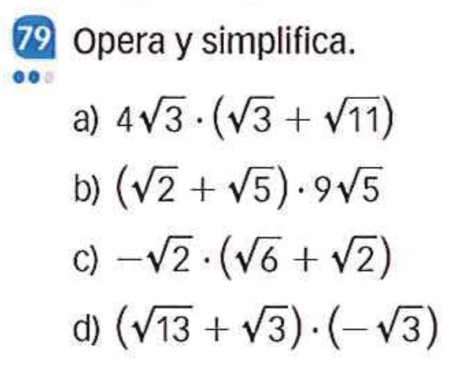 79 Opera y simplifica.
a) 4√3 · (√3 + √11)
b) (√2 + √5) · 9√5
c) −√2 · (√6 + √2)
d) (√13 + √3) · (−√3)